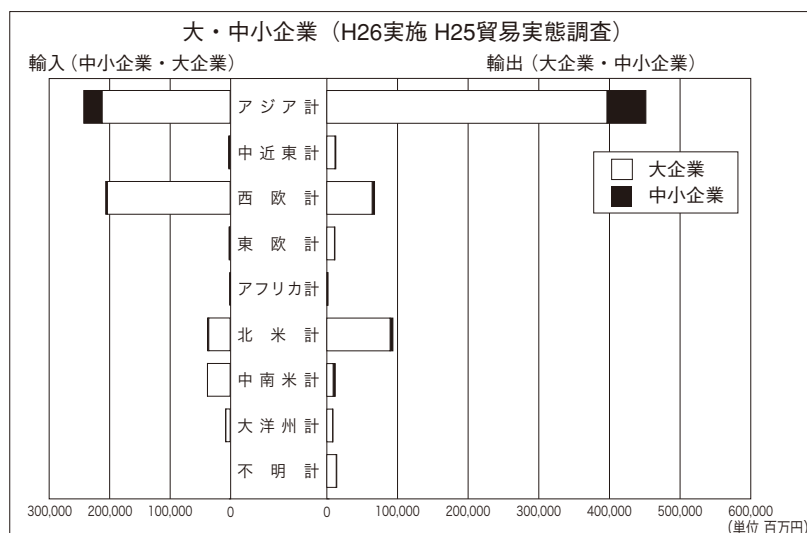 大・中小企業（H26実施 H25貿易実態調査）
輸入（中小企業・大企業） 輸出（大企業・中小企業）
アジア計
中近東計
西欧計
東欧計
アフリカ計
北米計
中南米計
大洋州計
不明計
大企業
中小企業
300,000 200,000 100,000 0 0 100,000 200,000 300,000 400,000 500,000 600,000
（単位 百万円）